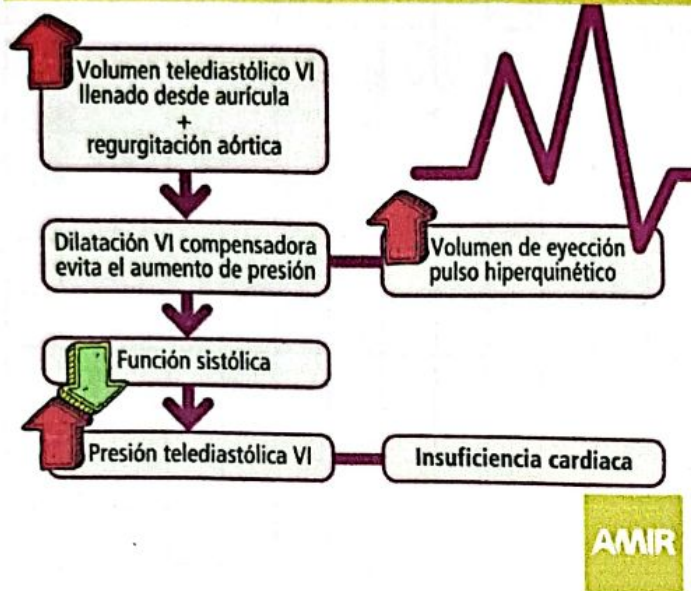 Volumen telediastólico VI
llenado desde aurícula
+
regurgitación aórtica
Dilatación VI compensadora
evita el aumento de presión
Volumen de eyección
pulso hiperquinético
Función sistólica
Presión telediastólica VI
Insuficiencia cardiaca
AMIR